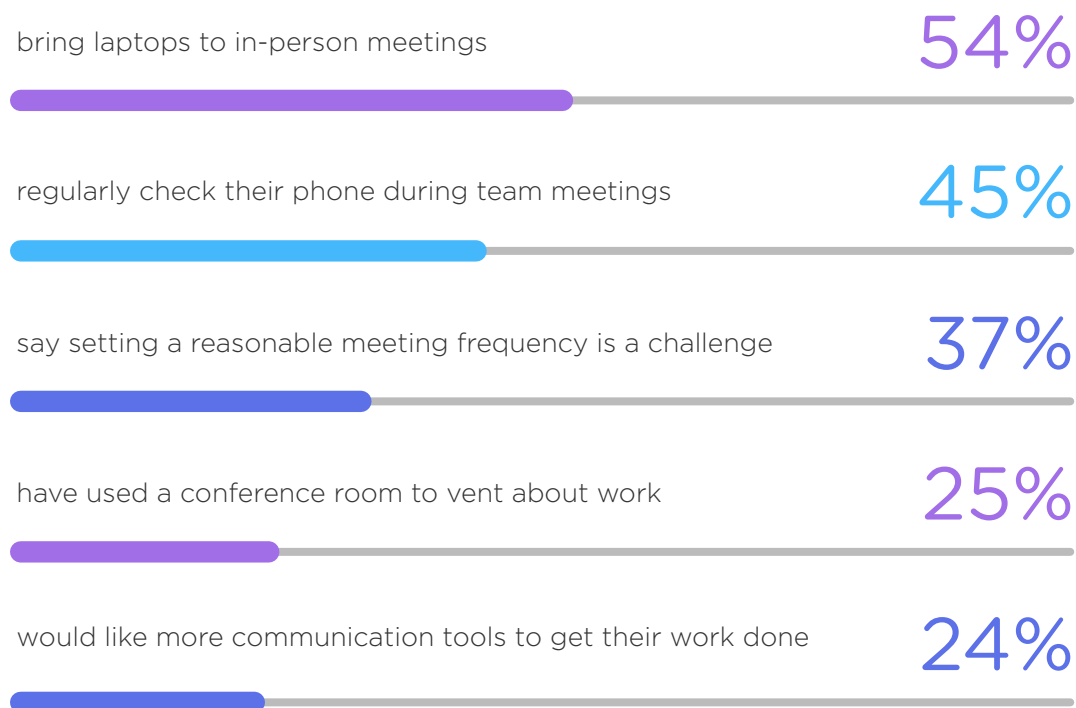 bring laptops to in-person meetings 54%
regularly check their phone during team meetings 45%
say setting a reasonable meeting frequency is a challenge 37%
have used a conference room to vent about work 25%
would like more communication tools to get their work done 24%